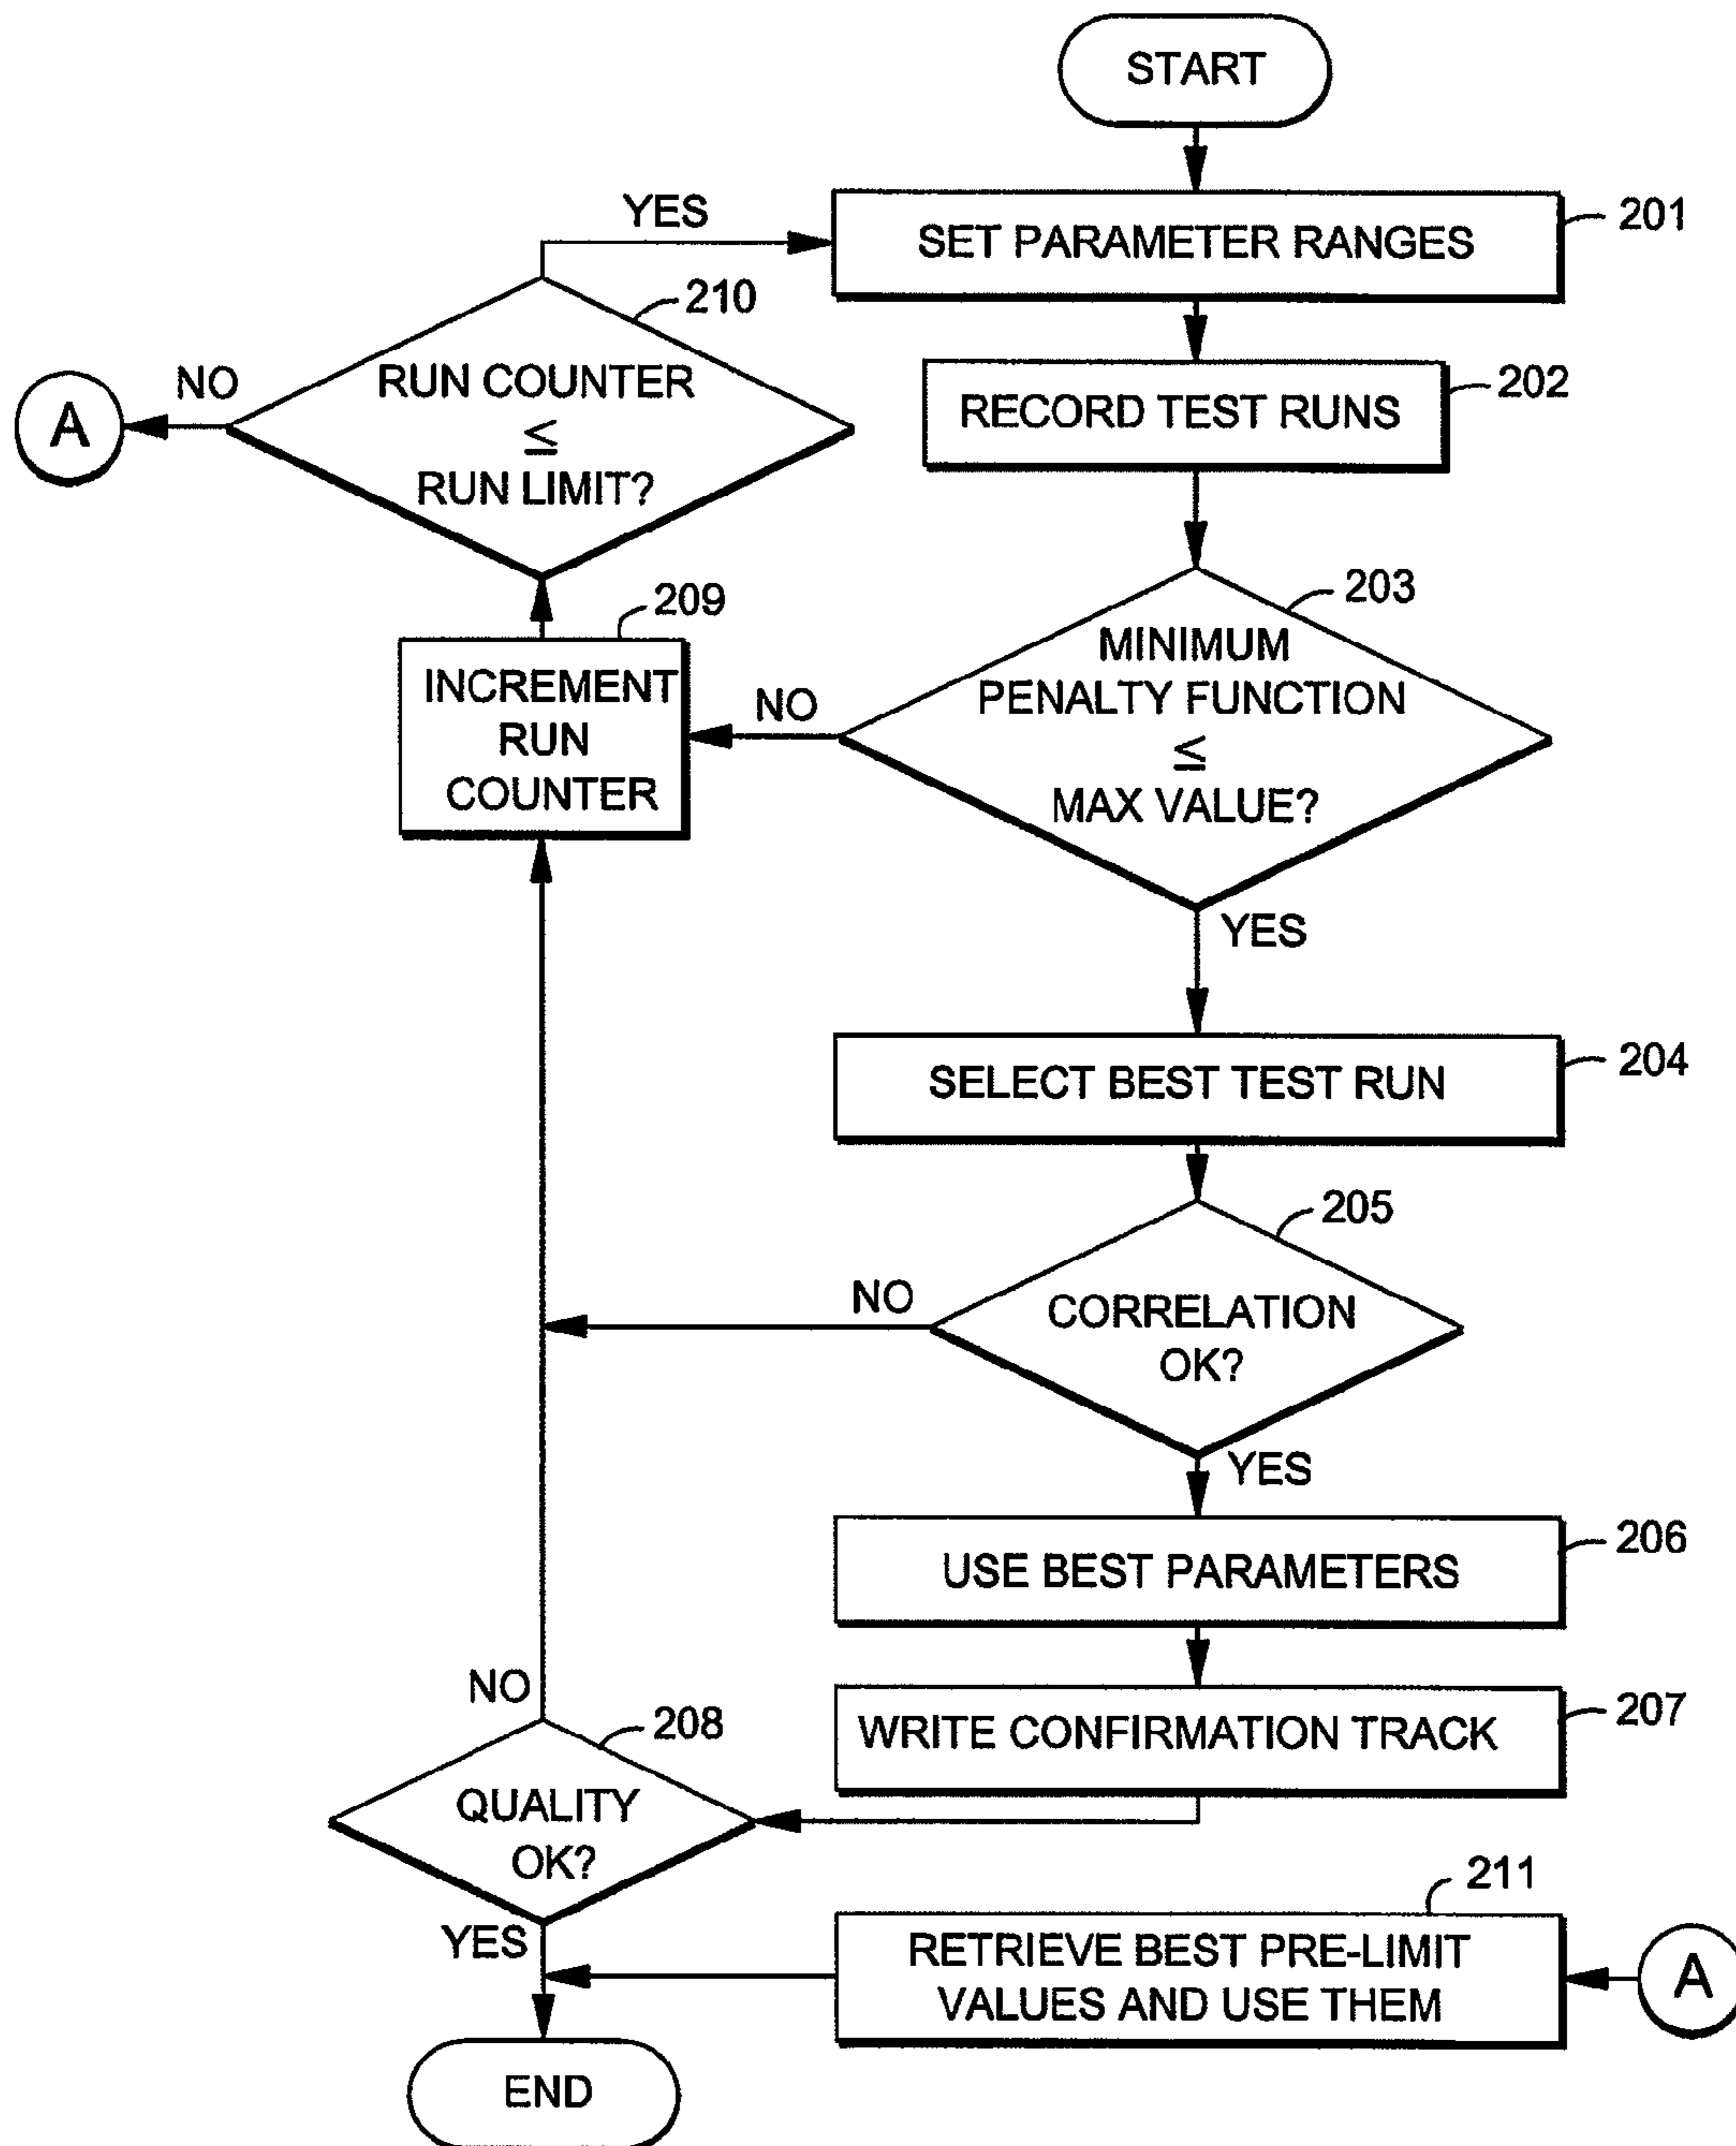 START
YES
SET PARAMETER RANGES
201
210
NO
RUN COUNTER
≤
RUN LIMIT?
A
RECORD TEST RUNS
202
203
MINIMUM
PENALTY FUNCTION
≤
MAX VALUE?
209
INCREMENT
RUN
COUNTER
NO
YES
SELECT BEST TEST RUN
204
205
NO
CORRELATION
OK?
YES
USE BEST PARAMETERS
206
NO
WRITE CONFIRMATION TRACK
207
208
QUALITY
OK?
YES
211
RETRIEVE BEST PRE-LIMIT
VALUES AND USE THEM
A
END